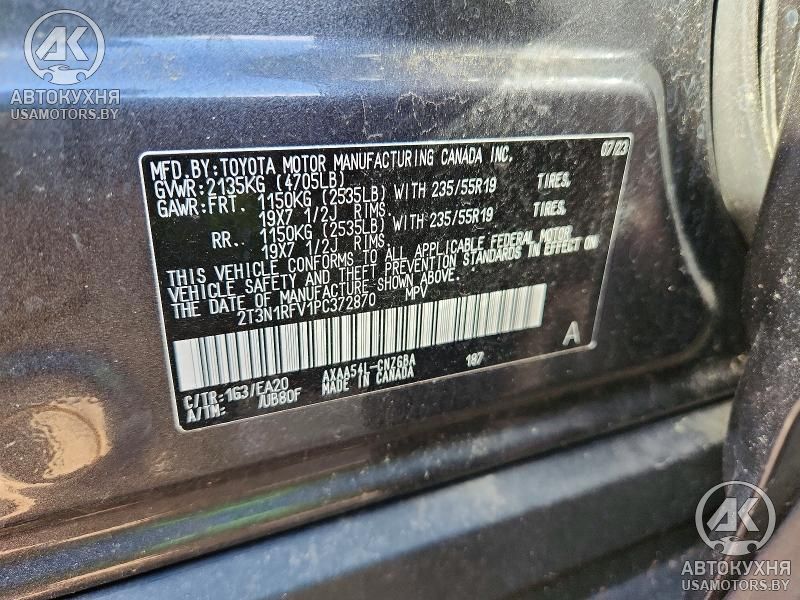 АК
АВТОКУХНЯ
USAMOTORS.BY
MFD. BY: TOYOTA MOTOR MANUFACTURING CANADA INC. 07/23
GVWR: 2135KG (4705LB)
GAWR: FRT. 1150KG (2535LB) WITH 235/55R19 TIRES,
19X7 1/2J RIMS.
RR.. 1150KG (2535LB) WITH 235/55R19 TIRES,
19X7 1/2J RIMS.
THIS VEHICLE CONFORMS TO ALL APPLICABLE FEDERAL MOTOR
VEHICLE SAFETY AND THEFT PREVENTION STANDARDS IN EFFECT ON
THE DATE OF MANUFACTURE SHOWN ABOVE.
2T3N1RFV1PC372870 MPV
A
C/TR: 1G3/EA20 AXAA54L-CNZGBA 187
A/TM: /UB80F MADE IN CANADA
АК
АВТОКУХНЯ
USAMOTORS.BY